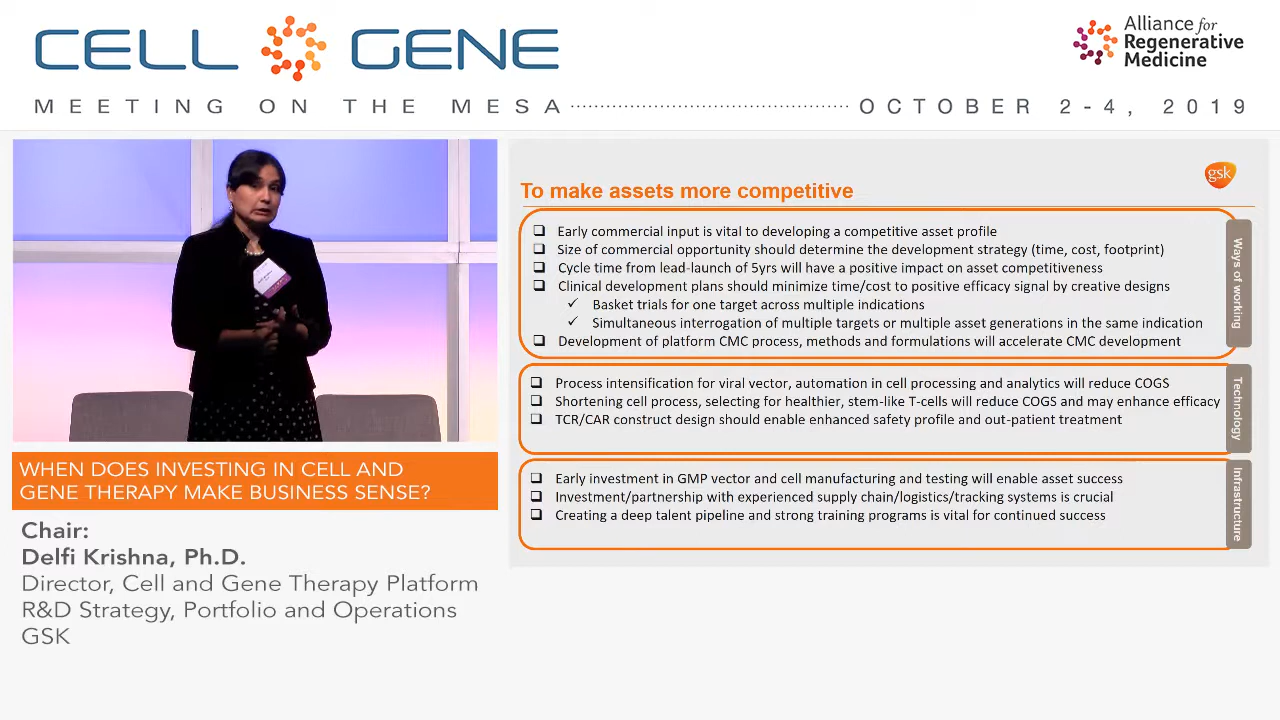 CELL GENE
MEETING ON THE MESA
OCTOBER 2-4, 2019
Alliance for
Regenerative
Medicine
gsk
To make assets more competitive
Early commercial input is vital to developing a competitive asset profile
Size of commercial opportunity should determine the development strategy (time, cost, footprint)
Cycle time from lead-launch of 5yrs will have a positive impact on asset competitiveness
Clinical development plans should minimize time/cost to positive efficacy signal by creative designs
Basket trials for one target across multiple indications
Simultaneous interrogation of multiple targets or multiple asset generations in the same indication
Development of platform CMC process, methods and formulations will accelerate CMC development
Ways of working
Process intensification for viral vector, automation in cell processing and analytics will reduce COGS
Shortening cell process, selecting for healthier, stem-like T-cells will reduce COGS and may enhance efficacy
TCR/CAR construct design should enable enhanced safety profile and out-patient treatment
Technology
Early investment in GMP vector and cell manufacturing and testing will enable asset success
Investment/partnership with experienced supply chain/logistics/tracking systems is crucial
Creating a deep talent pipeline and strong training programs is vital for continued success
Infrastructure
WHEN DOES INVESTING IN CELL AND
GENE THERAPY MAKE BUSINESS SENSE?
Chair:
Delfi Krishna, Ph.D.
Director, Cell and Gene Therapy Platform
R&D Strategy, Portfolio and Operations
GSK